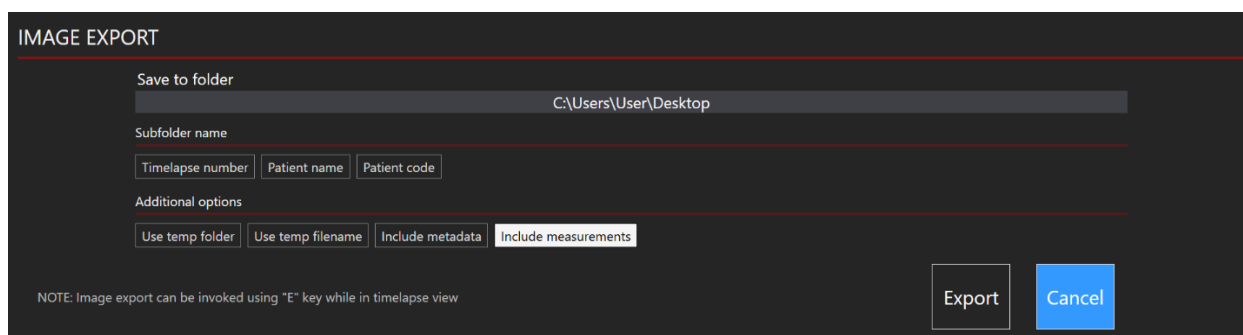 IMAGE EXPORT
Save to folder
C:\Users\User\Desktop
Subfolder name
Timelapse number Patient name Patient code
Additional options
Use temp folder Use temp filename Include metadata Include measurements
NOTE: Image export can be invoked using "E" key while in timelapse view
Export Cancel